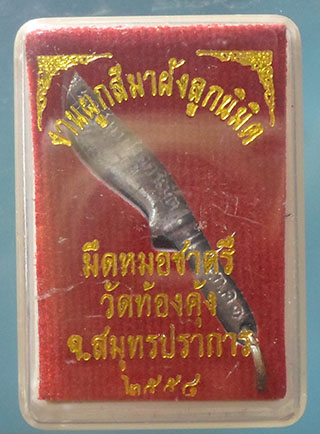 งานผูกสีมาฝังลูกนิมิต
มีดหมอชาตรี
วัดท้องคุ้ง
จ.สมุทรปราการ
๒๕๕๔